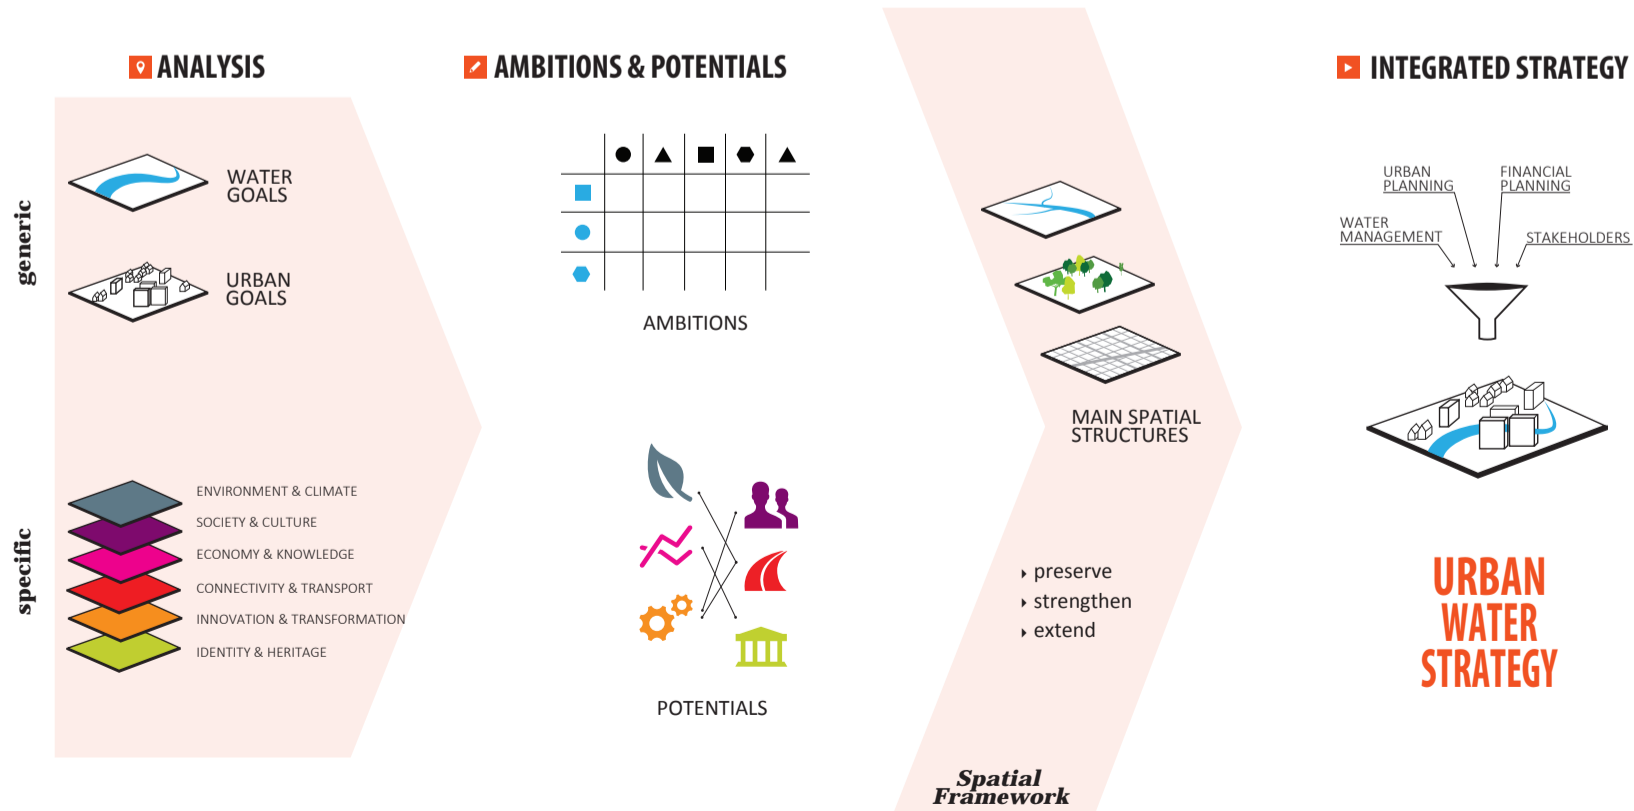 ANALYSIS
AMBITIONS & POTENTIALS
INTEGRATED STRATEGY
generic
WATER
GOALS
URBAN
GOALS
AMBITIONS
specific
ENVIRONMENT & CLIMATE
SOCIETY & CULTURE
ECONOMY & KNOWLEDGE
CONNECTIVITY & TRANSPORT
INNOVATION & TRANSFORMATION
IDENTITY & HERITAGE
POTENTIALS
MAIN SPATIAL
STRUCTURES
preserve
strengthen
extend
Spatial
Framework
URBAN
PLANNING
FINANCIAL
PLANNING
WATER
MANAGEMENT
STAKEHOLDERS
URBAN
WATER
STRATEGY